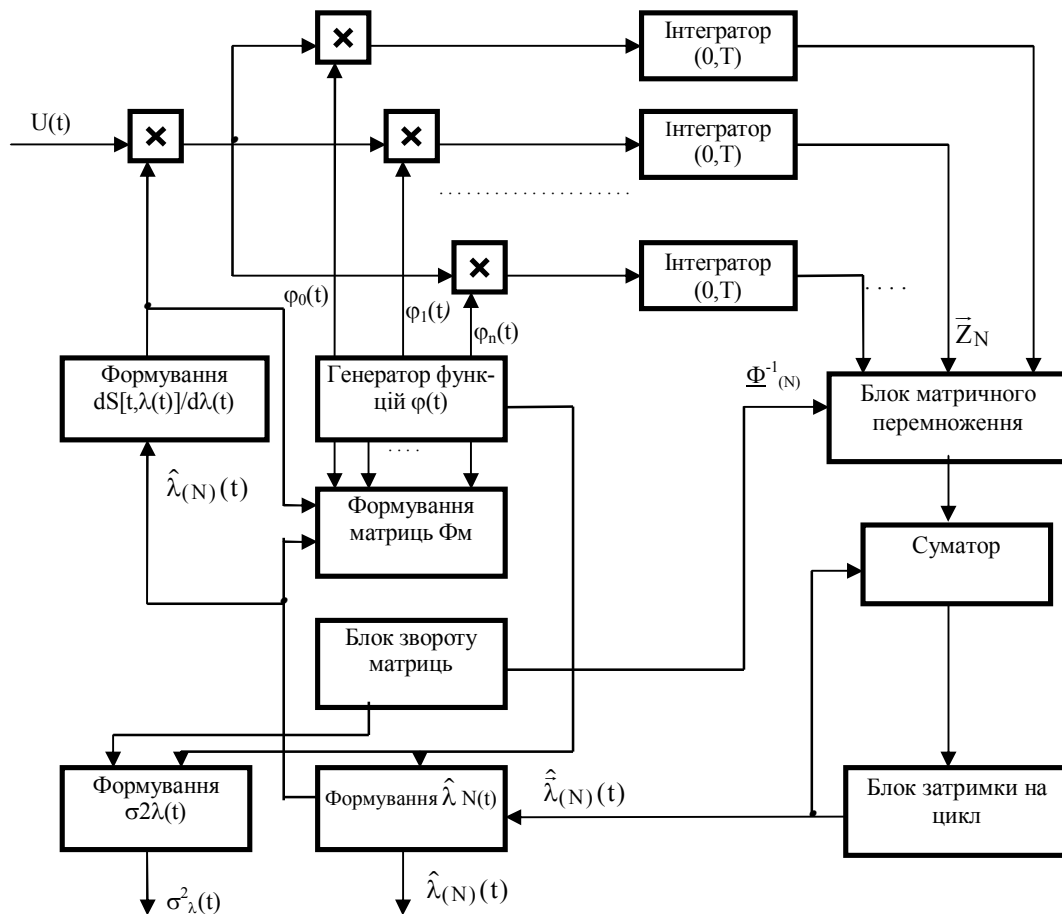 Інтегратор
(0,T)
U(t)
Інтегратор
(0,T)
. . . . . . . . . . . . . . . . . . . . .
Інтегратор
(0,T)
. . . .
φ₀(t)
φ₁(t)
φₙ(t)
Z⃗N
Формування
dS[t,λ(t)]/dλ(t)
Генератор функ-
цій φ(t)
Φ⁻¹₍N₎
Блок матричного
перемноження
. . . .
λ̂(N)(t)
Формування
матриць Фм
Суматор
Блок звороту
матриць
Формування
σ2λ(t)
Формування λ̂ N(t)
λ⃗̂(N)(t)
Блок затримки на
цикл
σ²λ(t)
λ̂(N)(t)